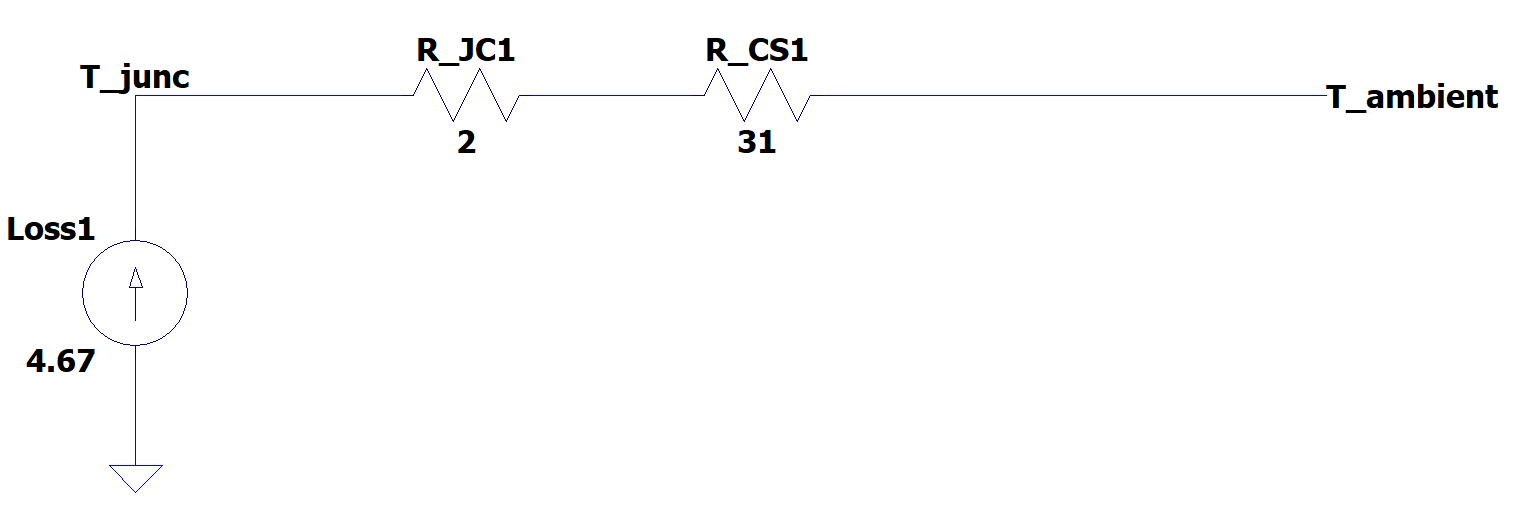 R_JC1
R_CS1
T_junc
T_ambient
2
31
Loss1
4.67